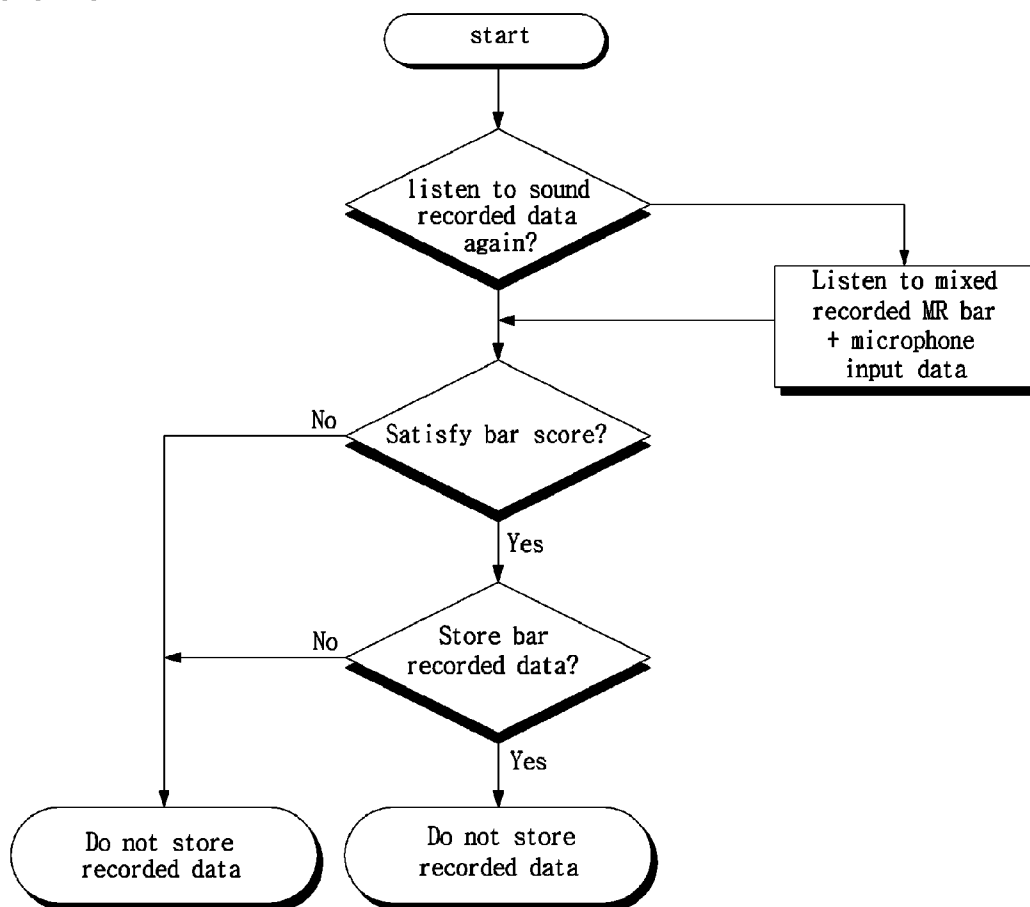 start
listen to sound
recorded data
again?
Listen to mixed
recorded MR bar
+ microphone
input data
No
Satisfy bar score?
Yes
No
Store bar
recorded data?
Yes
Do not store
recorded data
Do not store
recorded data